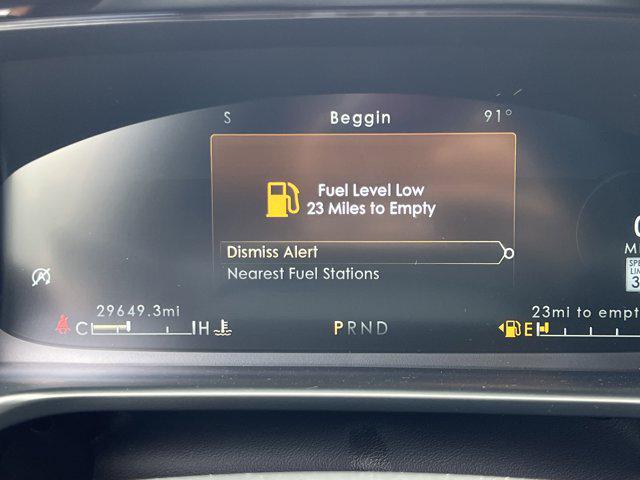 S Beggin 91°
Fuel Level Low
23 Miles to Empty
Dismiss Alert
Nearest Fuel Stations
29649.3mi
23mi to empt
C H PRND E